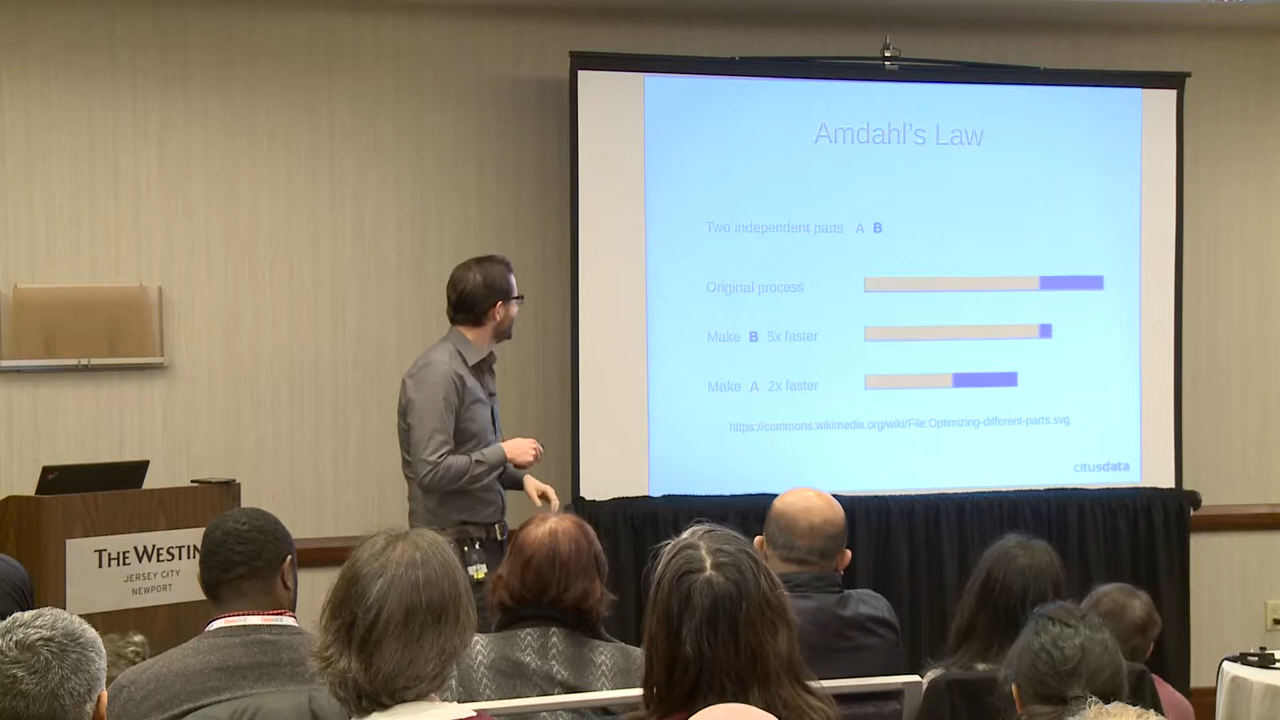 Amdahl's Law
Two independent parts A B
Original process
Make B 5x faster
Make A 2x faster
https://commons.wikimedia.org/wiki/File:Optimizing-different-parts.svg
citusdata
THE WESTIN
JERSEY CITY
NEWPORT